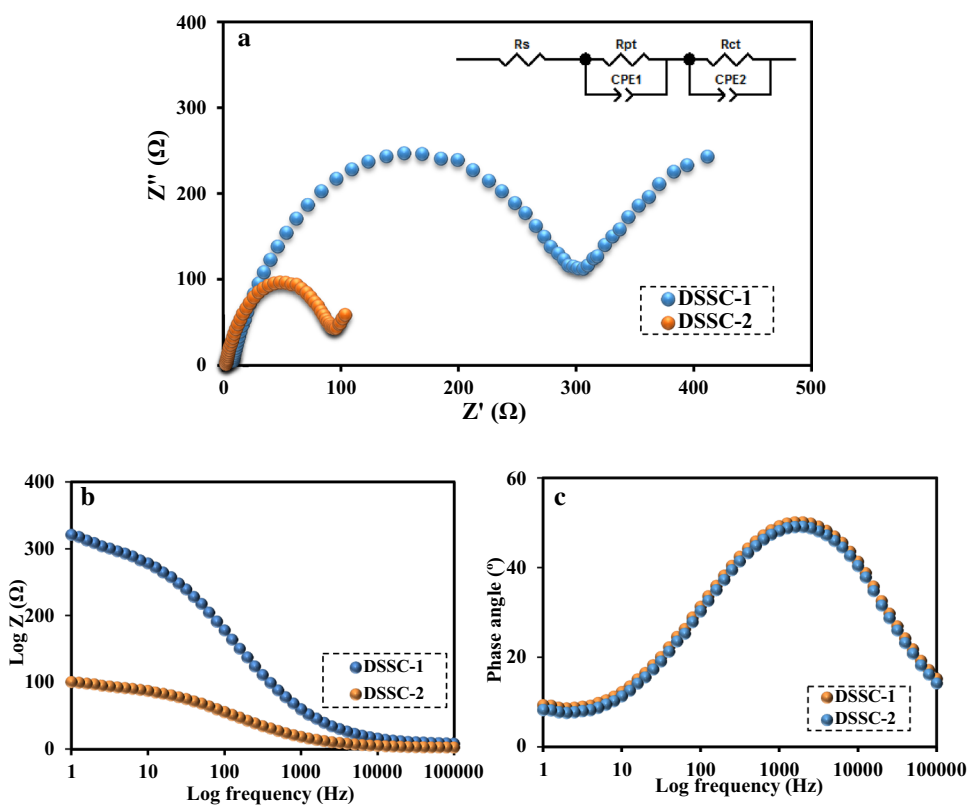 a
Z" (Ω)
400
300
200
100
0
0 100 200 300 400 500
Z' (Ω)
Rs Rpt Rct
CPE1 CPE2
DSSC-1
DSSC-2
b
Log Z (Ω)
400
300
200
100
0
1 10 100 1000 10000 100000
Log frequency (Hz)
DSSC-1
DSSC-2
c
Phase angle (º)
60
40
20
0
1 10 100 1000 10000 100000
Log frequency (Hz)
DSSC-1
DSSC-2